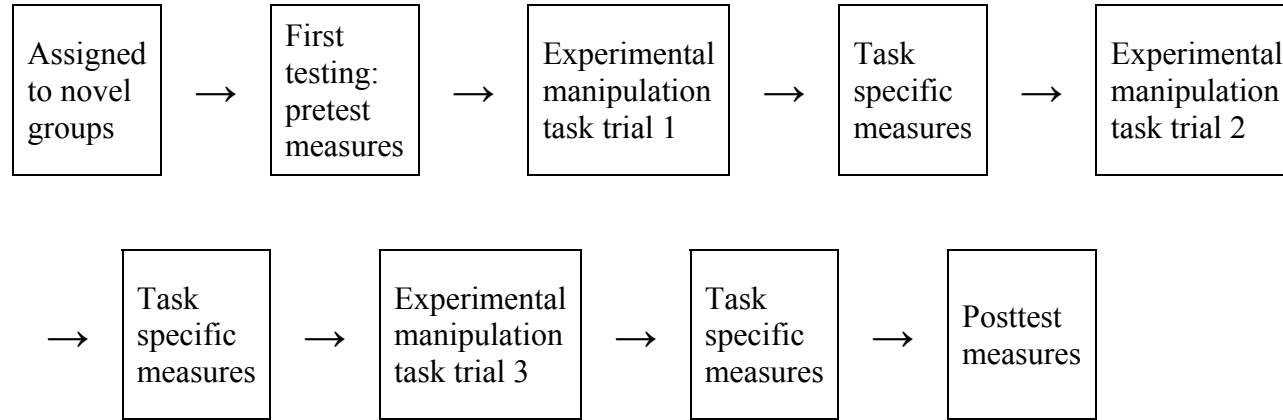 Assigned
to novel
groups
→
First
testing:
pretest
measures
→
Experimental
manipulation
task trial 1
→
Task
specific
measures
→
Experimental
manipulation
task trial 2
→
Task
specific
measures
→
Experimental
manipulation
task trial 3
→
Task
specific
measures
→
Posttest
measures